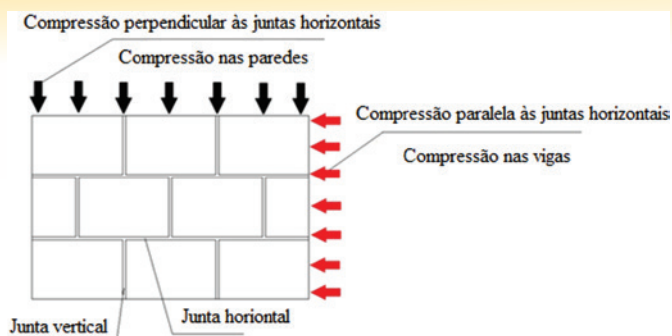 Compressão perpendicular às juntas horizontais
Compressão nas paredes
Compressão paralela às juntas horizontais
Compressão nas vigas
Junta horiontal
Junta vertical